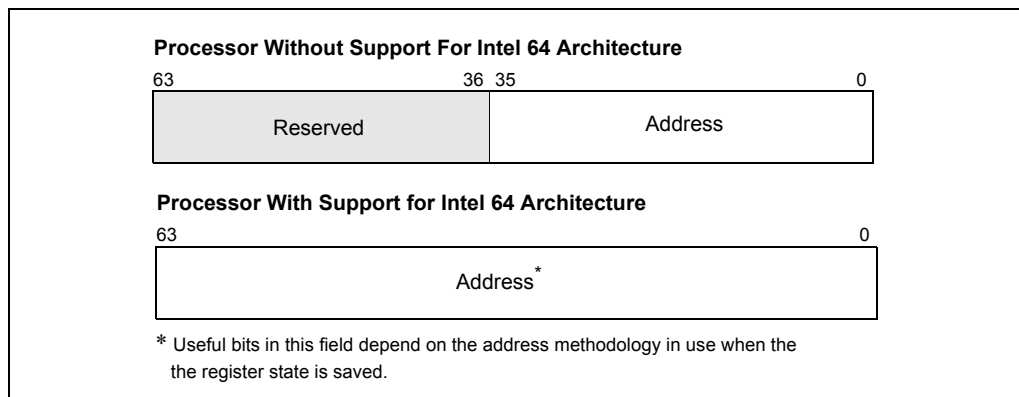 Processor Without Support For Intel 64 Architecture
63 36 35 0
Reserved Address
Processor With Support for Intel 64 Architecture
63 0
Address*
* Useful bits in this field depend on the address methodology in use when the
the register state is saved.